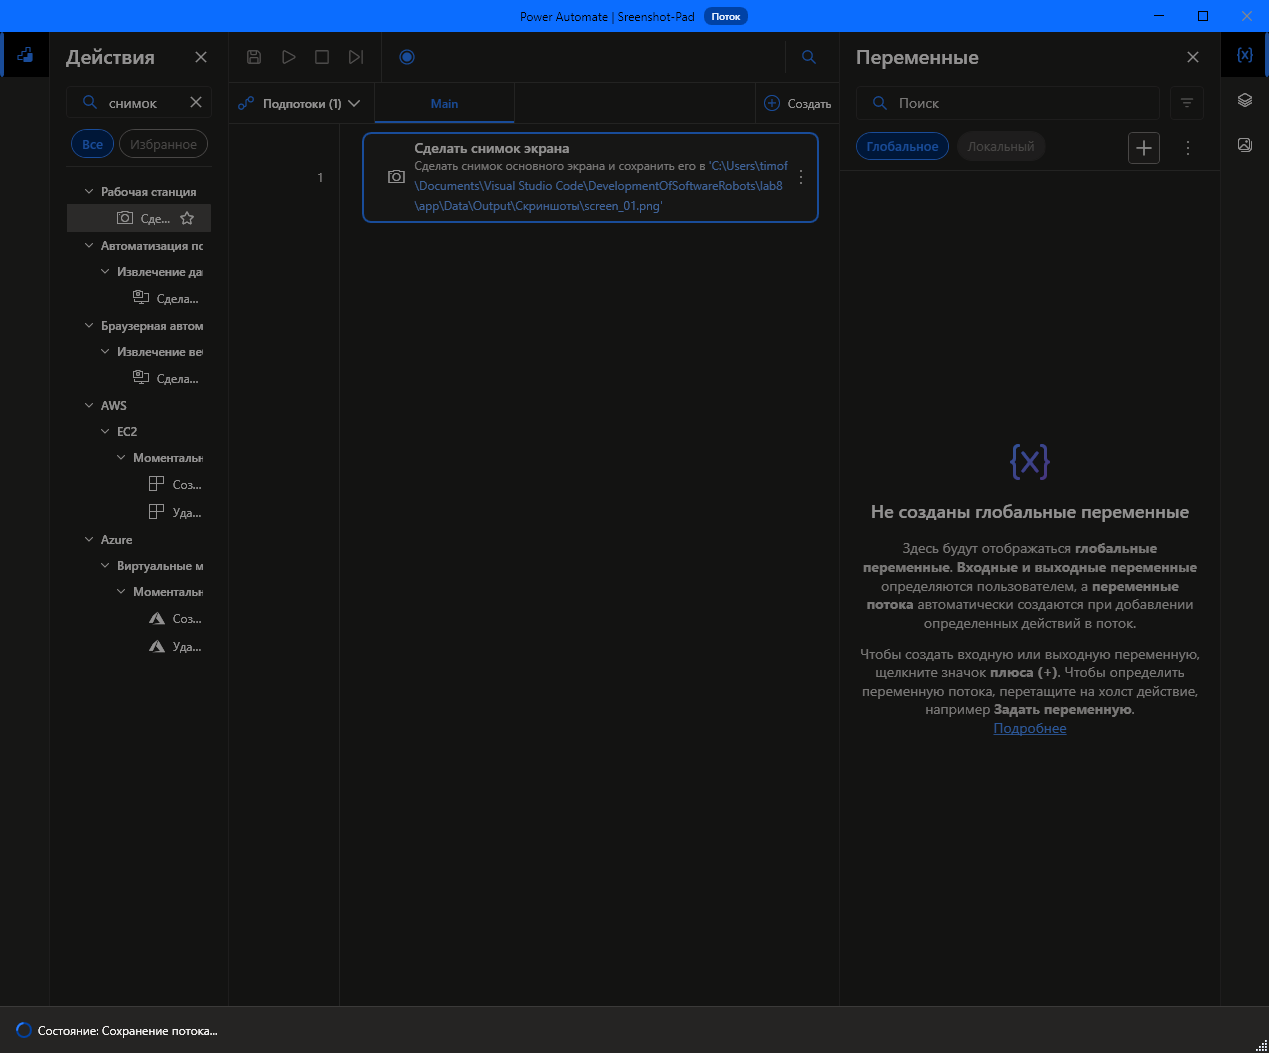 Power Automate | Sreenshot-Pad
Поток
Действия
снимок
Все
Избранное
Рабочая станция
Сде...
Автоматизация пс
Извлечение да
Сдела...
Браузерная автом
Извлечение ве
Сдела...
AWS
EC2
Моменталь
Соз...
Уда...
Azure
Виртуальные м
Моменталь
Соз...
Уда...
Подпотоки (1)
Main
Создать
1
Сделать снимок экрана
Сделать снимок основного экрана и сохранить его в 'C:\Users\timof
\Documents\Visual Studio Code\DevelopmentOfSoftwareRobots\lab8
\app\Data\Output\Скриншоты\screen_01.png'
Переменные
Поиск
Глобальное
Локальный
{x}
Не созданы глобальные переменные
Здесь будут отображаться глобальные
переменные. Входные и выходные переменные
определяются пользователем, а переменные
потока автоматически создаются при добавлении
определенных действий в поток.
Чтобы создать входную или выходную переменную,
щелкните значок плюса (+). Чтобы определить
переменную потока, перетащите на холст действие,
например Задать переменную.
Подробнее
{x}
Состояние: Сохранение потока...